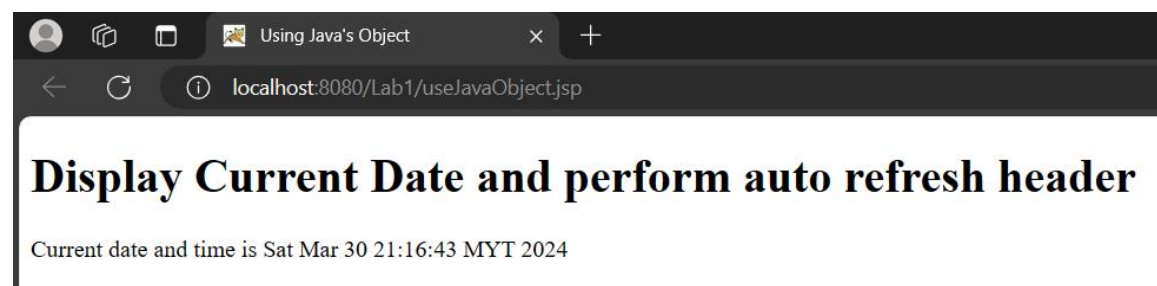 Using Java's Object
localhost:8080/Lab1/useJavaObject.jsp
Display Current Date and perform auto refresh header
Current date and time is Sat Mar 30 21:16:43 MYT 2024